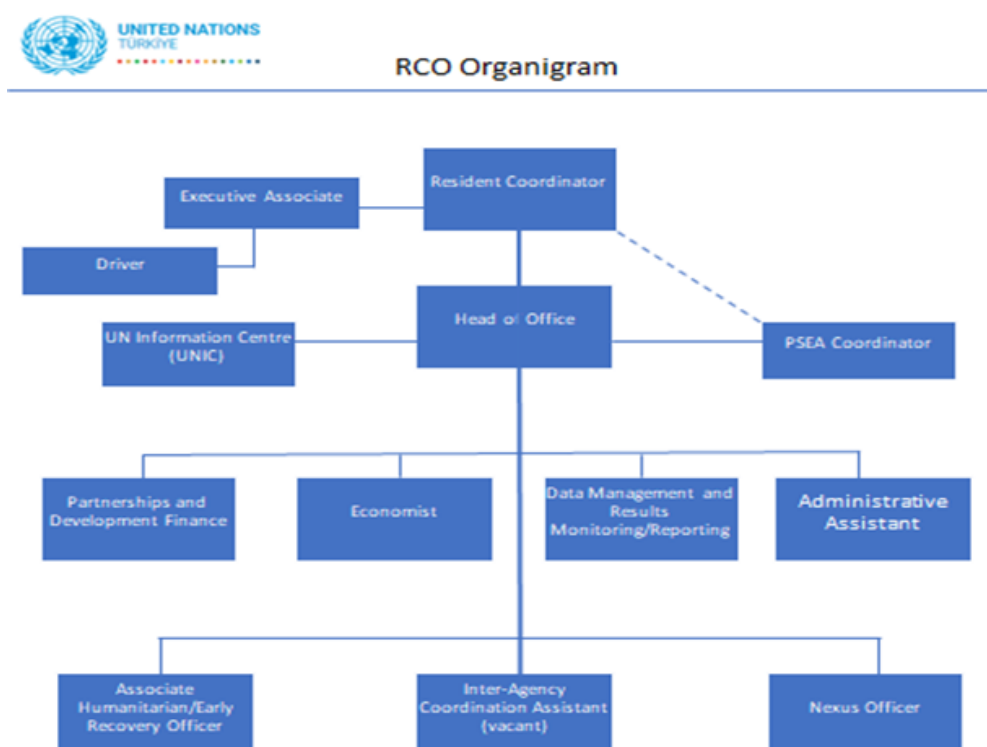 UNITED NATIONS
TÜRKİYE
RCO Organigram
Resident Coordinator
Executive Associate
Driver
Head of Office
UN Information Centre
(UNIC)
PSEA Coordinator
Partnerships and
Development Finance
Economist
Data Management and
Results
Monitoring/Reporting
Administrative
Assistant
Associate
Humanitarian/Early
Recovery Officer
Inter-Agency
Coordination Assistant
(vacant)
Nexus Officer